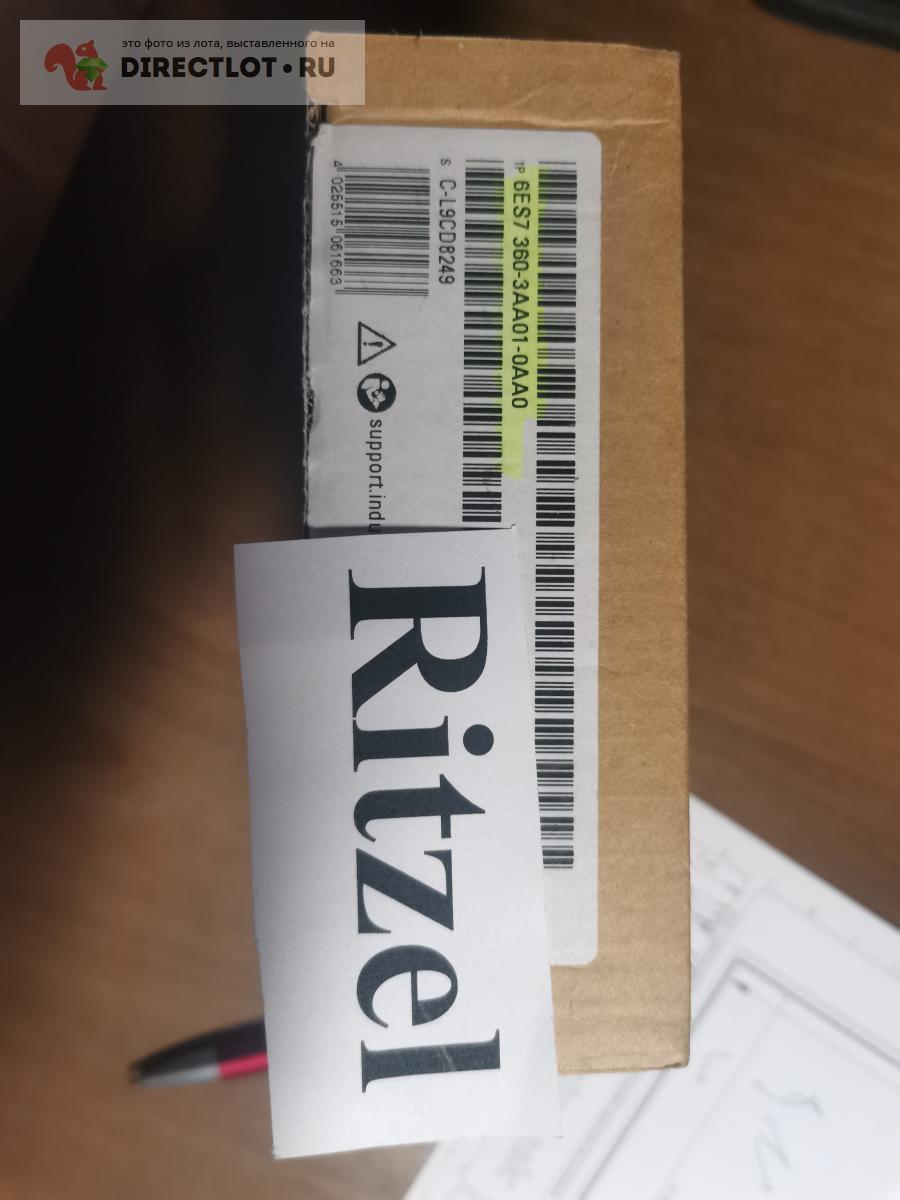 это фото из лота, выставленного на
DIRECTLOT•RU
1P 6ES7 360-3AA01-0AA0
S C-L9CD8249
4 025515 061663
support.indu
Ritzel